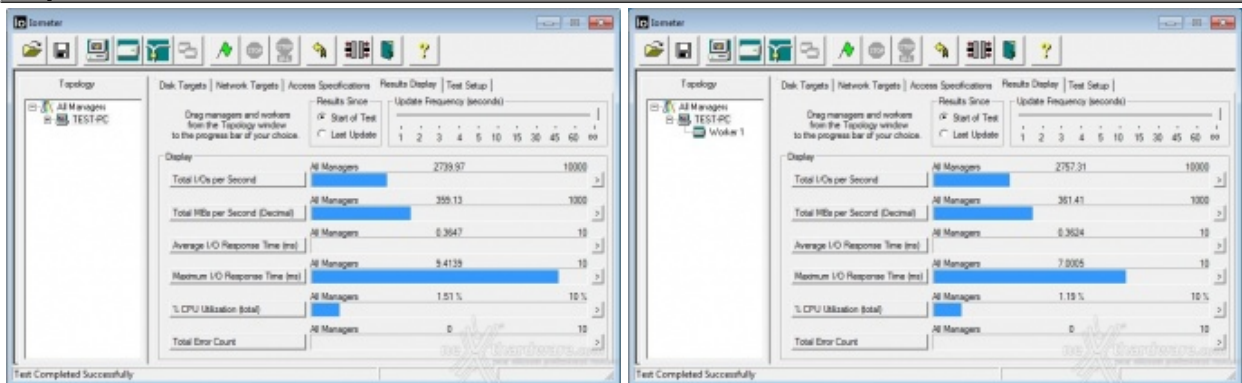 Iometer
Topology
All Managers
TEST-PC
Disk Targets | Network Targets | Access Specifications | Results Display | Test Setup |
Drag managers and workers
from the Topology window
to the progress bar of your choice.
Results Since
Start of Test
Last Update
Update Frequency (seconds)
1 2 3 4 5 10 15 30 45 60 ∞
Display
All Managers 2739.97 10000
Total I/Os per Second >
All Managers 359.13 1000
Total MBs per Second (Decimal) >
All Managers 0.3647 10
Average I/O Response Time (ms) >
All Managers 9.4139 10
Maximum I/O Response Time (ms) >
All Managers 1.51 % 10 %
% CPU Utilization (total) >
All Managers 0 10
Total Error Count >
Test Completed Successfully
Iometer
Topology
All Managers
TEST-PC
Worker 1
Disk Targets | Network Targets | Access Specifications | Results Display | Test Setup |
Drag managers and workers
from the Topology window
to the progress bar of your choice.
Results Since
Start of Test
Last Update
Update Frequency (seconds)
1 2 3 4 5 10 15 30 45 60 ∞
Display
All Managers 2757.31 10000
Total I/Os per Second >
All Managers 361.41 1000
Total MBs per Second (Decimal) >
All Managers 0.3624 10
Average I/O Response Time (ms) >
All Managers 7.0005 10
Maximum I/O Response Time (ms) >
All Managers 1.19 % 10 %
% CPU Utilization (total) >
All Managers 0 10
Total Error Count >
Test Completed Successfully